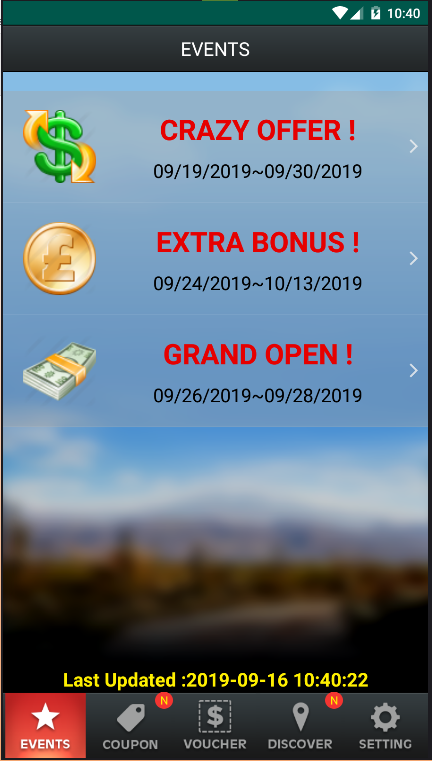 10:40
EVENTS
CRAZY OFFER !
09/19/2019~09/30/2019
EXTRA BONUS !
09/24/2019~10/13/2019
GRAND OPEN !
09/26/2019~09/28/2019
Last Updated :2019-09-16 10:40:22
N N
EVENTS COUPON VOUCHER DISCOVER SETTING